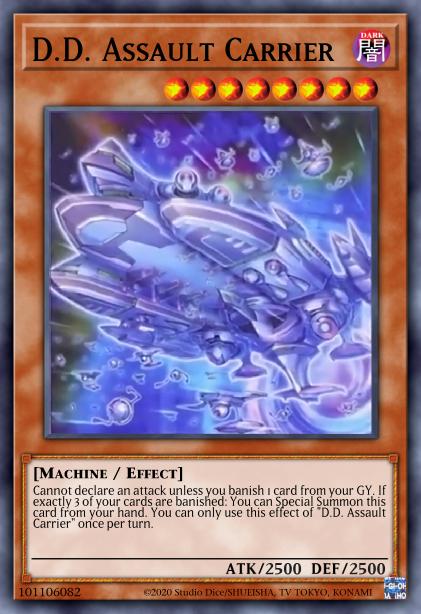 D.D. Assault Carrier
DARK
闇
[Machine / Effect]
Cannot declare an attack unless you banish 1 card from your GY. If
exactly 3 of your cards are banished: You can Special Summon this
card from your hand. You can only use this effect of "D.D. Assault
Carrier" once per turn.
ATK/2500 DEF/2500
101106082
©2020 Studio Dice/SHUEISHA, TV TOKYO, KONAMI